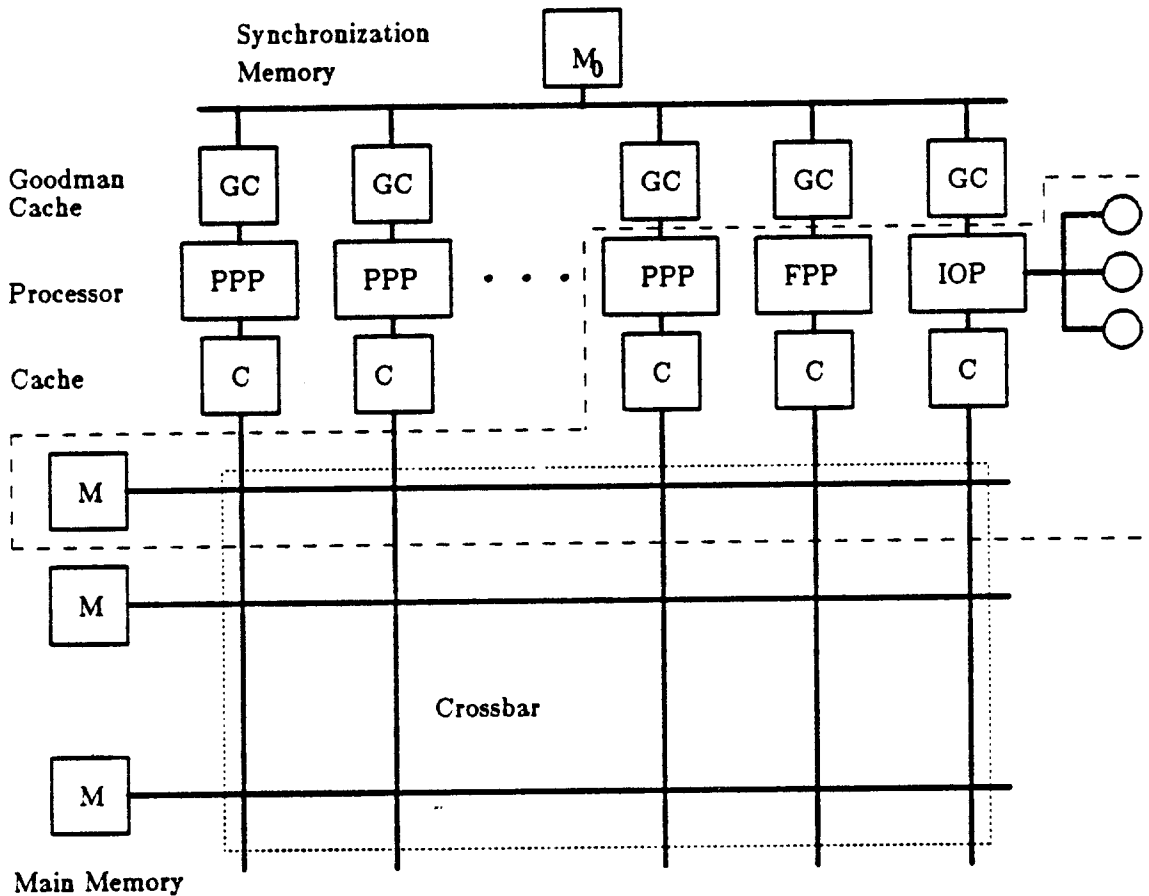 Synchronization
Memory
M0
Goodman
Cache
GC GC GC GC GC
Processor
PPP PPP . . . PPP FPP IOP
Cache
C C C C C
M
M
Crossbar
M
Main Memory